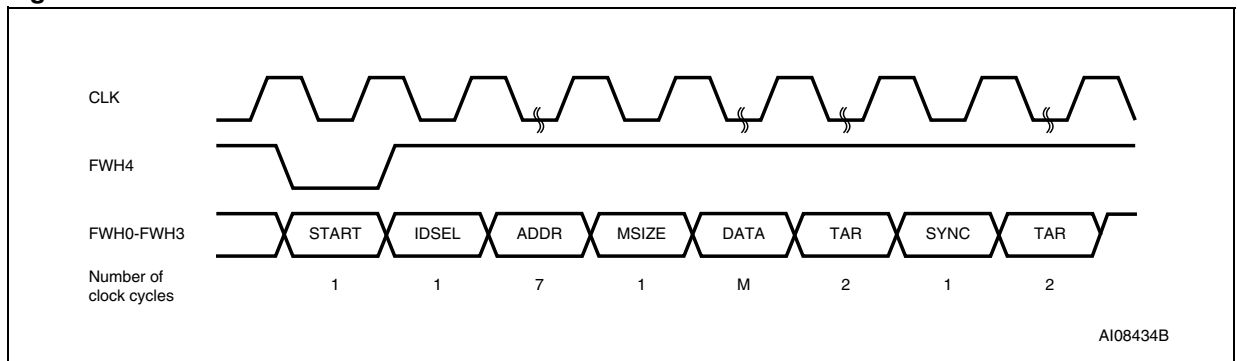 CLK
FWH4
FWH0-FWH3 START IDSEL ADDR MSIZE DATA TAR SYNC TAR
Number of
clock cycles 1 1 7 1 M 2 1 2
AI08434B